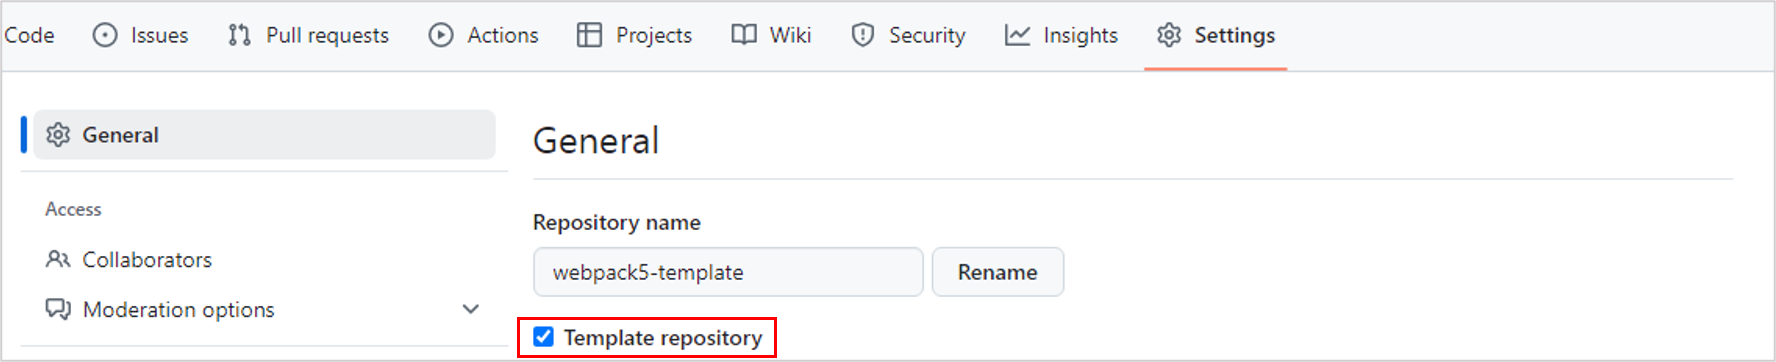 Code Issues Pull requests Actions Projects Wiki Security Insights Settings
General
Access
Collaborators
Moderation options
General
Repository name
webpack5-template Rename
Template repository